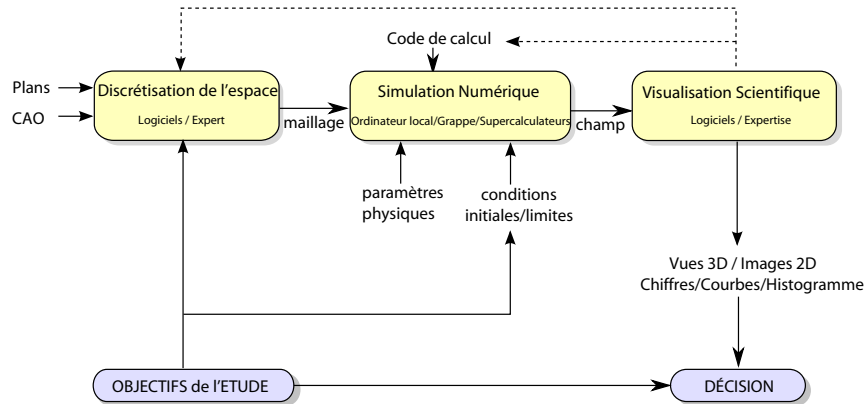 Code de calcul
Plans
CAO
Discrétisation de l'espace
Logiciels / Expert
maillage
Simulation Numérique
Ordinateur local/Grappe/Supercalculateurs
champ
Visualisation Scientifique
Logiciels / Expertise
paramètres
physiques
conditions
initiales/limites
Vues 3D / Images 2D
Chiffres/Courbes/Histogramme
OBJECTIFS de l'ETUDE
DÉCISION